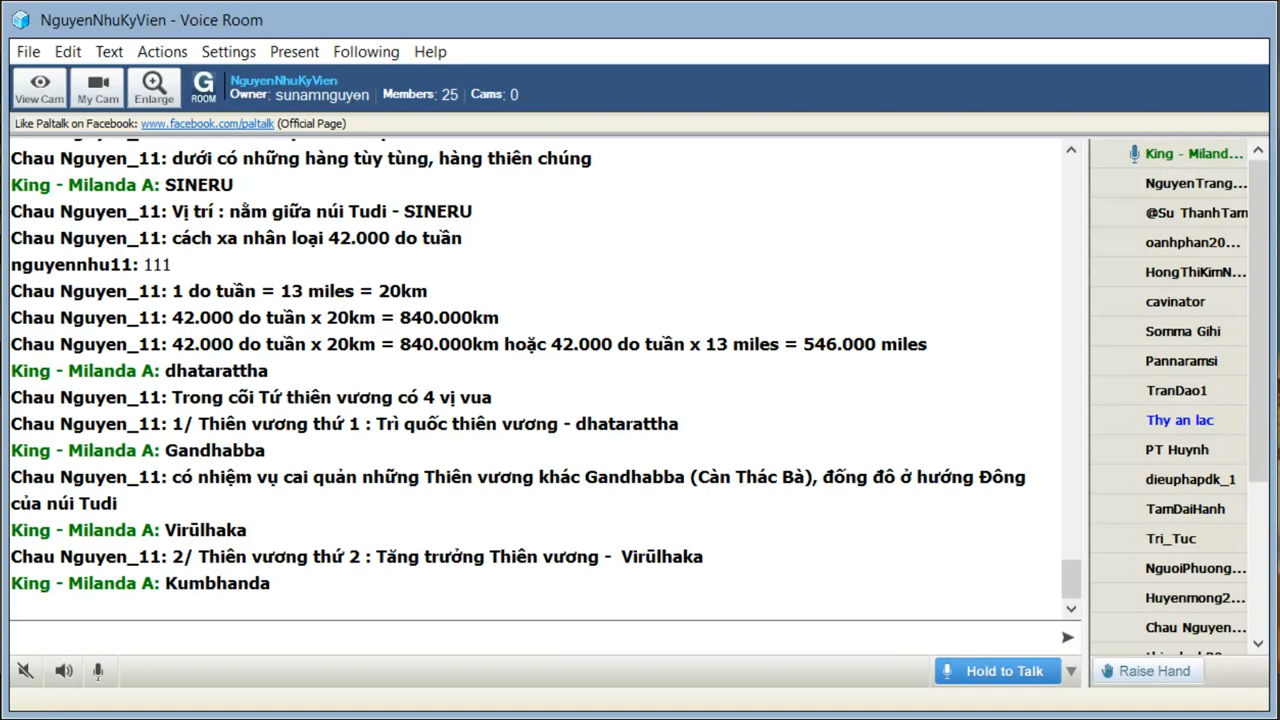 NguyenNhuKyVien - Voice Room
File Edit Text Actions Settings Present Following Help
View Cam My Cam Enlarge G ROOM
NguyenNhuKyVien
Owner: sunamnguyen Members: 25 Cams: 0
Like Paltalk on Facebook: www.facebook.com/paltalk (Official Page)
Chau Nguyen_11: dưới có những hàng tùy tùng, hàng thiên chúng
King - Milanda A: SINERU
Chau Nguyen_11: Vị trí : nằm giữa núi Tudi - SINERU
Chau Nguyen_11: cách xa nhân loại 42.000 do tuần
nguyennhu11: 111
Chau Nguyen_11: 1 do tuần = 13 miles = 20km
Chau Nguyen_11: 42.000 do tuần x 20km = 840.000km
Chau Nguyen_11: 42.000 do tuần x 20km = 840.000km hoặc 42.000 do tuần x 13 miles = 546.000 miles
King - Milanda A: dhatarattha
Chau Nguyen_11: Trong cõi Tứ thiên vương có 4 vị vua
Chau Nguyen_11: 1/ Thiên vương thứ 1 : Trì quốc thiên vương - dhatarattha
King - Milanda A: Gandhabba
Chau Nguyen_11: có nhiệm vụ cai quản những Thiên vương khác Gandhabba (Càn Thác Bà), đống đô ở hướng Đông
của núi Tudi
King - Milanda A: Virūlhaka
Chau Nguyen_11: 2/ Thiên vương thứ 2 : Tăng trưởng Thiên vương - Virūlhaka
King - Milanda A: Kumbhanda
King - Miland...
NguyenTrang...
@Su ThanhTam
oanhphan20...
HongThiKimN...
cavinator
Somma Gihi
Pannaramsi
TranDao1
Thy an lac
PT Huynh
dieuphapdk_1
TamDaiHanh
Tri_Tuc
NguoiPhuong...
Huyenmong2...
Chau Nguyen...
Hold to Talk
Raise Hand